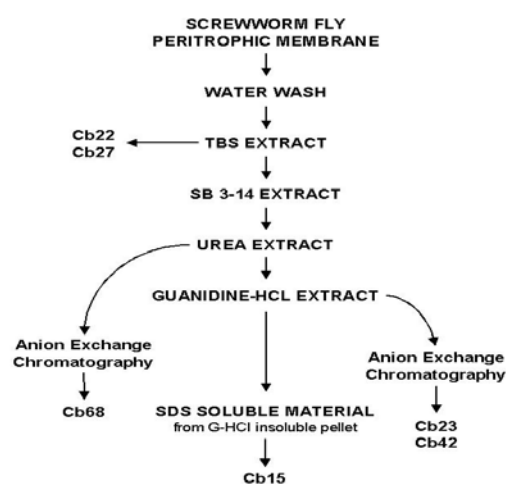 SCREWWORM FLY
PERITROPHIC MEMBRANE
WATER WASH
Cb22
Cb27
TBS EXTRACT
SB 3-14 EXTRACT
UREA EXTRACT
GUANIDINE-HCL EXTRACT
Anion Exchange
Chromatography
Anion Exchange
Chromatography
Cb68
SDS SOLUBLE MATERIAL
from G-HCl insoluble pellet
Cb23
Cb42
Cb15